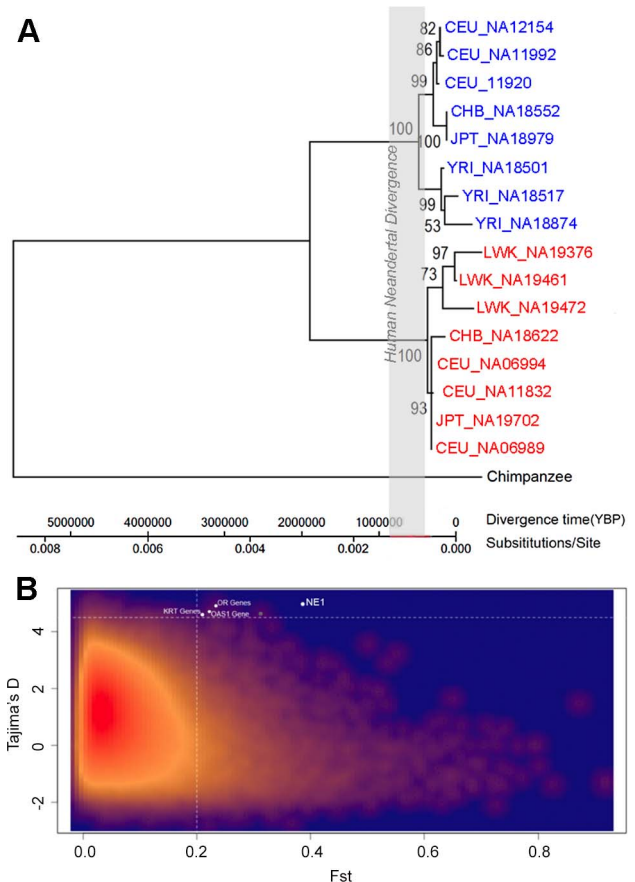 A
82
CEU_NA12154
86
CEU_NA11992
99
CEU_11920
CHB_NA18552
100
100
JPT_NA18979
YRI_NA18501
YRI_NA18517
99
53
YRI_NA18874
Human Neandertal Divergence
97
LWK_NA19376
73
LWK_NA19461
LWK_NA19472
CHB_NA18622
100
CEU_NA06994
CEU_NA11832
93
JPT_NA19702
CEU_NA06989
Chimpanzee
5000000 4000000 3000000 2000000 1000000 0 Divergence time(YBP)
0.008 0.006 0.004 0.002 0.000 Subsititutions/Site
B
OR Genes
NE1
KRT Genes
OAS1 Gene
4
2
0
-2
Tajima's D
0.0 0.2 0.4 0.6 0.8
Fst